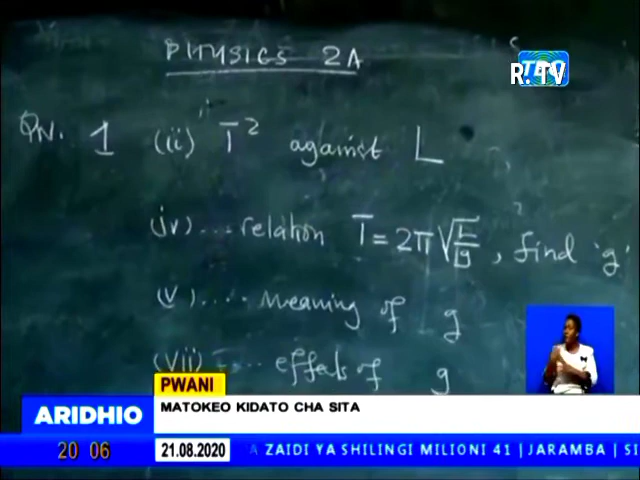 PHYSICS 2A
R. TV
QN. 1 (ii) T² against L
(iv) ... relation T = 2π√L/g, find 'g'
(v) .... meaning of g
(vii) ... effects of g
PWANI
ARIDHIO
MATOKEO KIDATO CHA SITA
20 06
21.08.2020
A ZAIDI YA SHILINGI MILIONI 41 | JARAMBA | SI